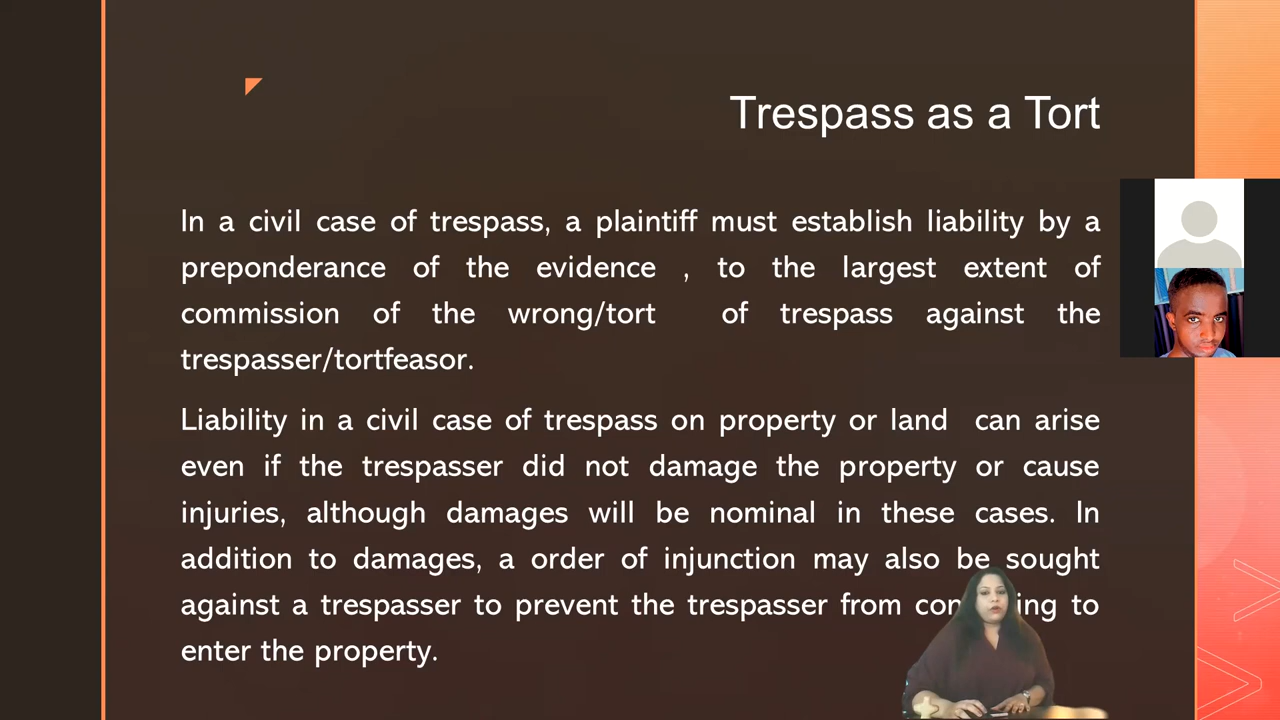 Trespass as a Tort
In a civil case of trespass, a plaintiff must establish liability by a
preponderance of the evidence , to the largest extent of
commission of the wrong/tort of trespass against the
trespasser/tortfeasor.
Liability in a civil case of trespass on property or land can arise
even if the trespasser did not damage the property or cause
injuries, although damages will be nominal in these cases. In
addition to damages, a order of injunction may also be sought
against a trespasser to prevent the trespasser from to
enter the property.